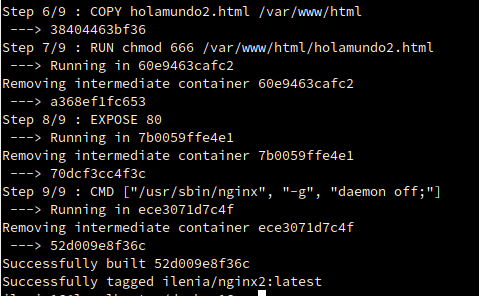 Step 6/9 : COPY holamundo2.html /var/www/html
---> 38404463bf36
Step 7/9 : RUN chmod 666 /var/www/html/holamundo2.html
---> Running in 60e9463cafc2
Removing intermediate container 60e9463cafc2
---> a368ef1fc653
Step 8/9 : EXPOSE 80
---> Running in 7b0059ffe4e1
Removing intermediate container 7b0059ffe4e1
---> 70dcf3cc4f3c
Step 9/9 : CMD ["/usr/sbin/nginx", "-g", "daemon off;"]
---> Running in ece3071d7c4f
Removing intermediate container ece3071d7c4f
---> 52d009e8f36c
Successfully built 52d009e8f36c
Successfully tagged ilenia/nginx2:latest